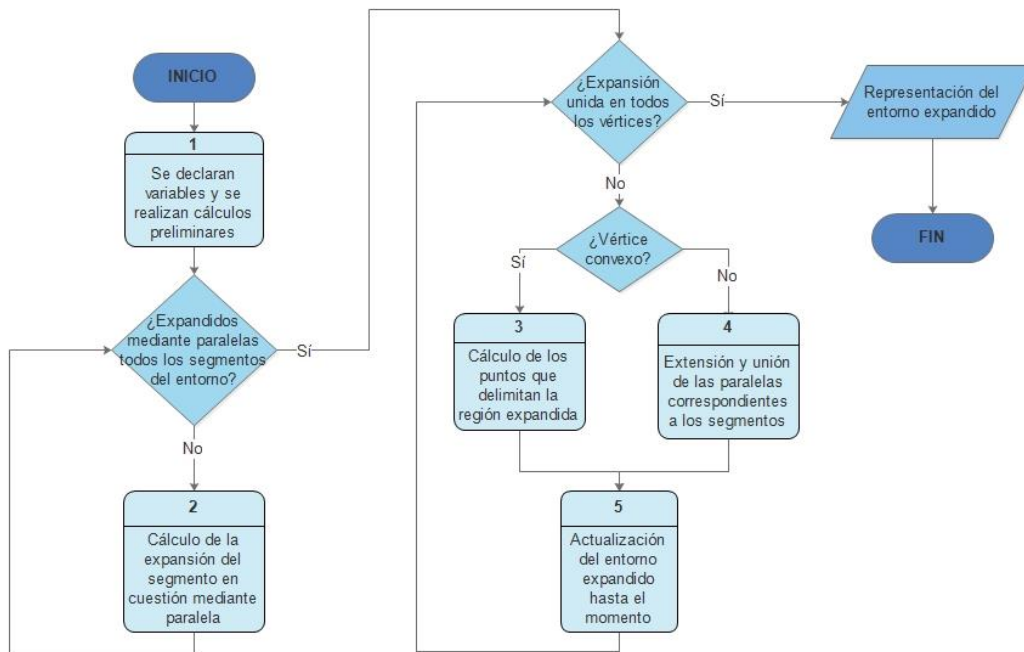 INICIO
1
Se declaran
variables y se
realizan cálculos
preliminares
¿Expandidos
mediante paralelas
todos los segmentos
del entorno?
Sí
No
2
Cálculo de la
expansión del
segmento en
cuestión mediante
paralela
¿Expansión
unida en todos
los vértices?
Sí
No
Representación del
entorno expandido
FIN
¿Vértice
convexo?
Sí
No
3
Cálculo de los
puntos que
delimitan la
región expandida
4
Extensión y unión
de las paralelas
correspondientes
a los segmentos
5
Actualización
del entorno
expandido
hasta el
momento